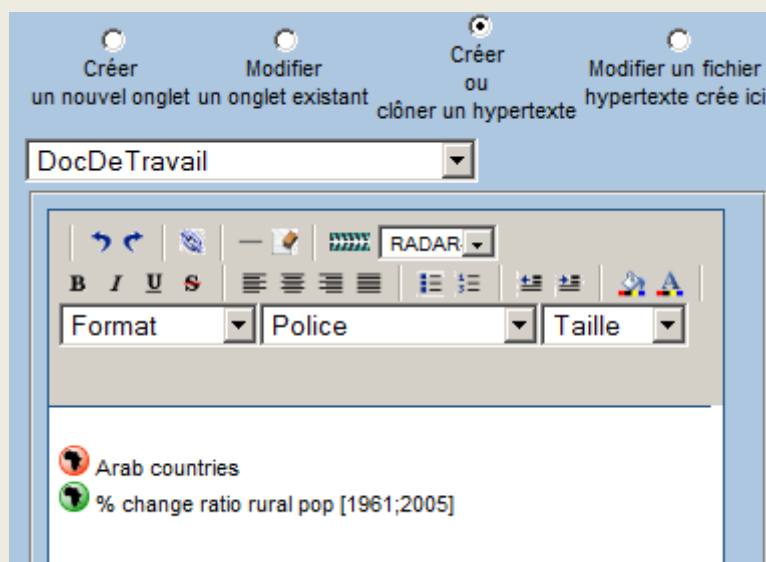 Créer
un nouvel onglet
Modifier
un onglet existant
Créer
ou
clôner un hypertexte
Modifier un fichier
hypertexte crée ici
DocDeTravail
RADAR
B I U S
Format Police Taille
Arab countries
% change ratio rural pop [1961;2005]